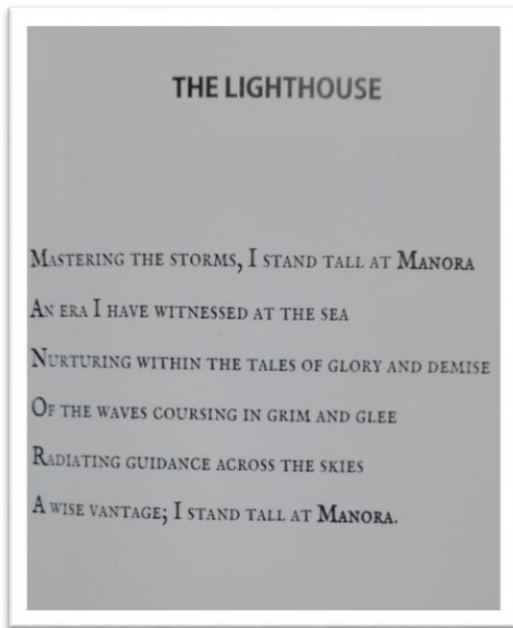 THE LIGHTHOUSE
MASTERING THE STORMS, I STAND TALL AT MANORA
AN ERA I HAVE WITNESSED AT THE SEA
NURTURING WITHIN THE TALES OF GLORY AND DEMISE
OF THE WAVES COURSING IN GRIM AND GLEE
RADIATING GUIDANCE ACROSS THE SKIES
A WISE VANTAGE; I STAND TALL AT MANORA.